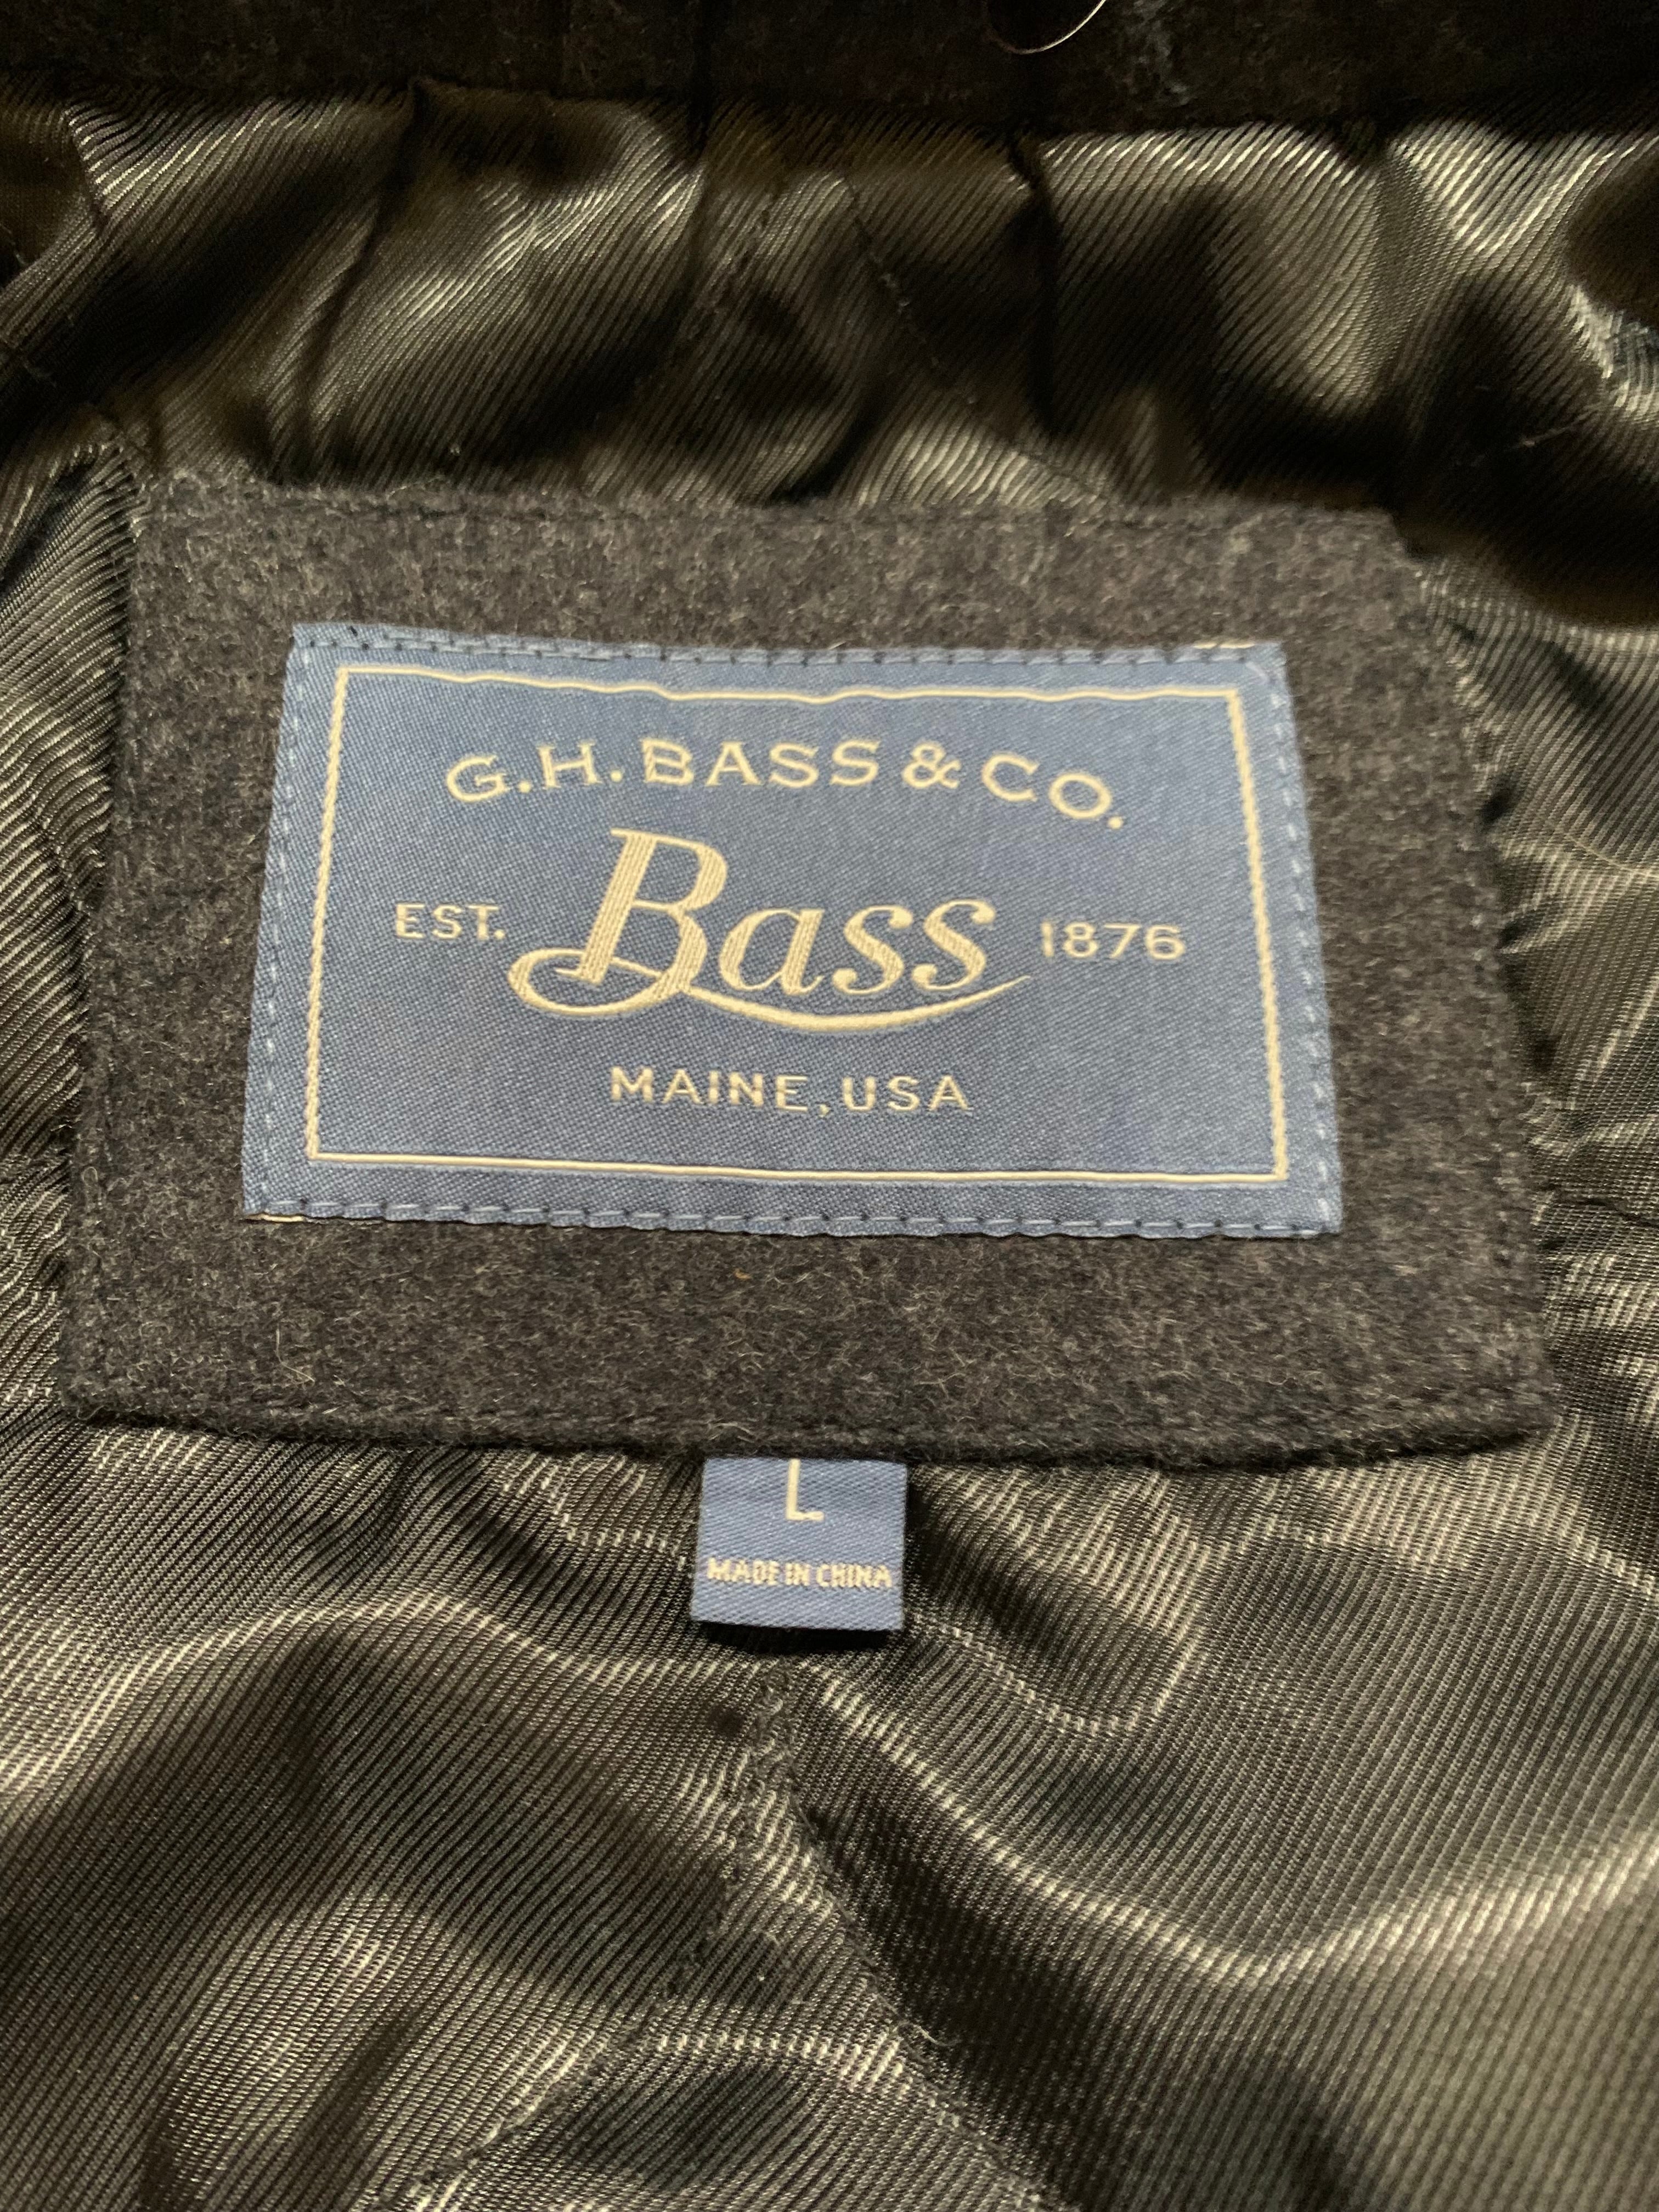 G.H. BASS & CO.
EST. Bass 1876
MAINE, USA
L
MADE IN CHINA